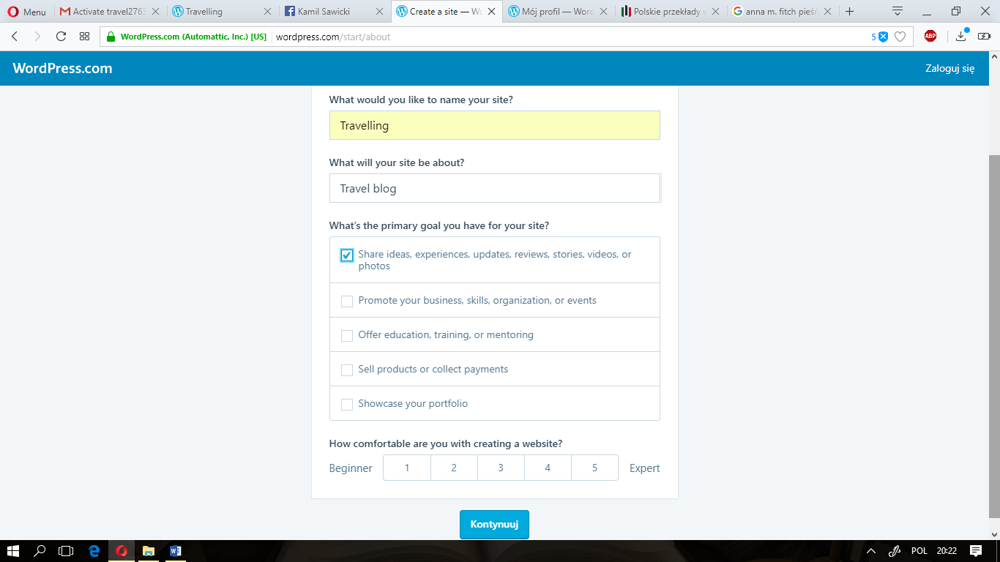 Menu
Activate travel2763
Travelling
Kamil Sawicki
Create a site — Wo
Mój profil — Word
Polskie przekłady w
anna m. fitch pieśń
WordPress.com (Automattic, Inc.) [US]
wordpress.com/start/about
5
ABP
WordPress.com
Zaloguj się
What would you like to name your site?
Travelling
What will your site be about?
Travel blog
What's the primary goal you have for your site?
Share ideas, experiences, updates, reviews, stories, videos, or
photos
Promote your business, skills, organization, or events
Offer education, training, or mentoring
Sell products or collect payments
Showcase your portfolio
How comfortable are you with creating a website?
Beginner 1 2 3 4 5 Expert
Kontynuuj
POL 20:22